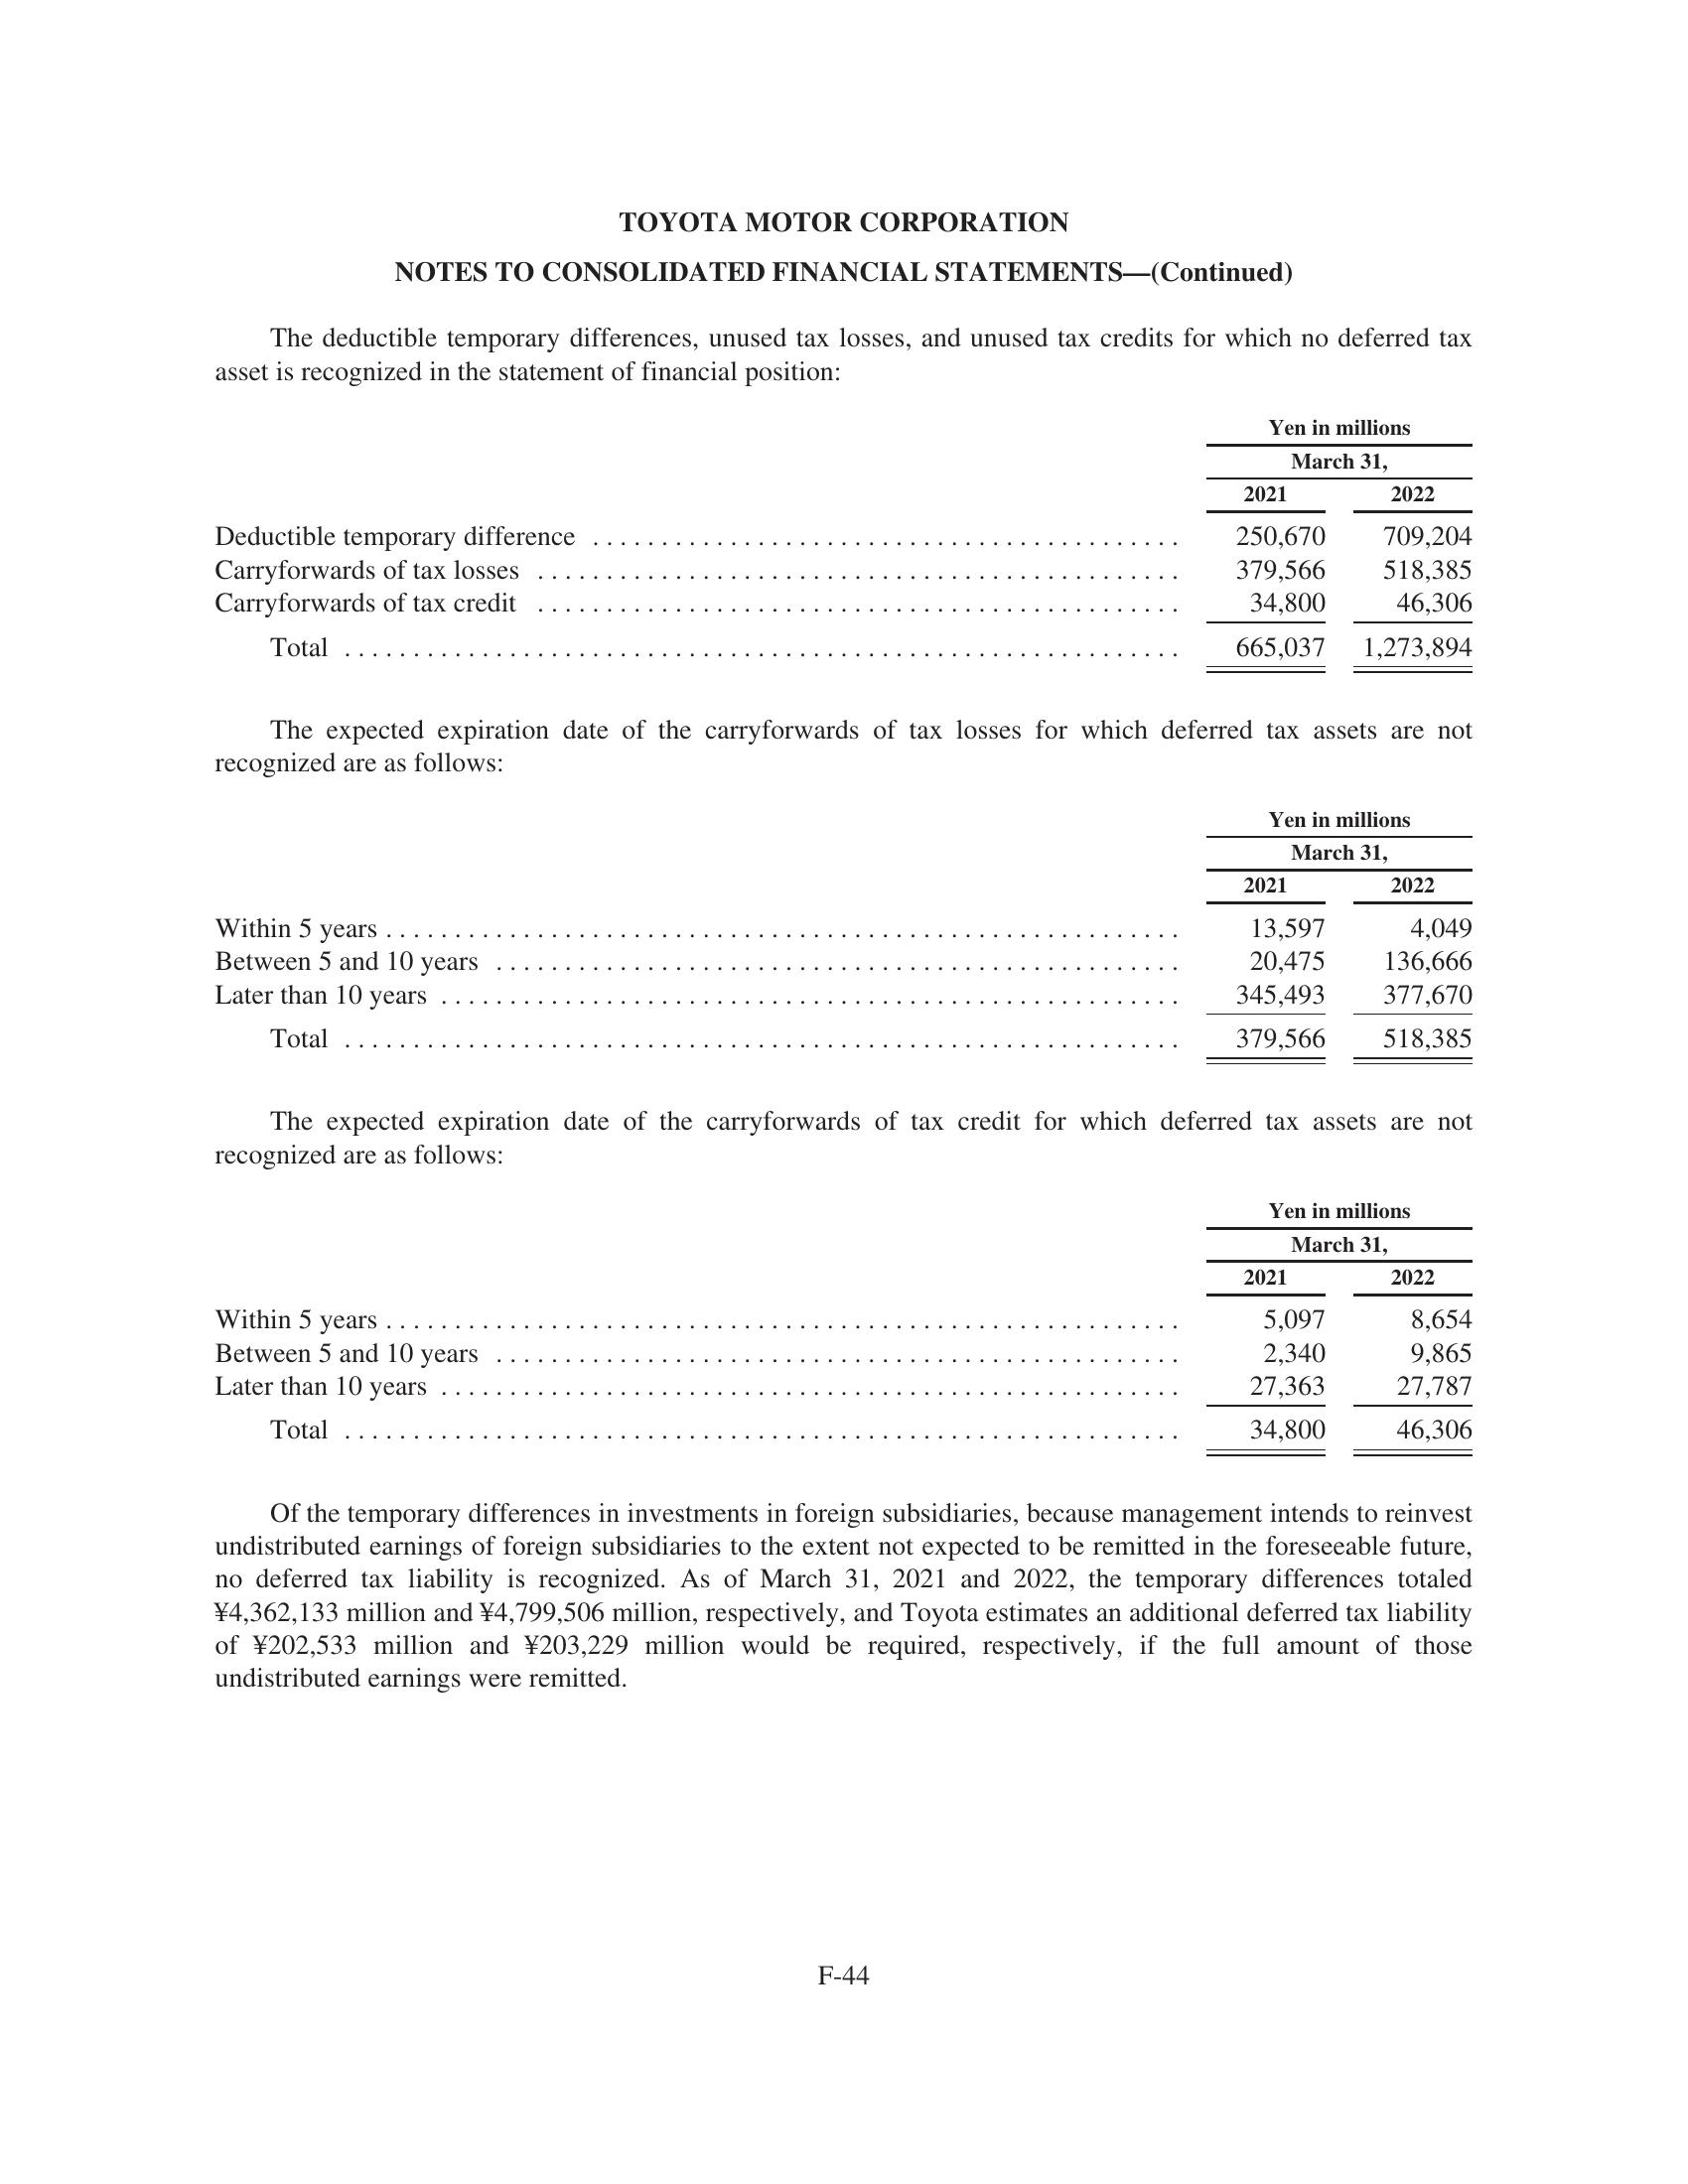 TOYOTA MOTOR CORPORATION
NOTES TO CONSOLIDATED FINANCIAL STATEMENTS—(Continued)
The deductible temporary differences, unused tax losses, and unused tax credits for which no deferred tax
asset is recognized in the statement of financial position:
Yen in millions
March 31,
2021 2022
Deductible temporary difference 250,670 709,204
Carryforwards of tax losses 379,566 518,385
Carryforwards of tax credit 34,800 46,306
Total 665,037 1,273,894
The expected expiration date of the carryforwards of tax losses for which deferred tax assets are not
recognized are as follows:
Yen in millions
March 31,
2021 2022
Within 5 years 13,597 4,049
Between 5 and 10 years 20,475 136,666
Later than 10 years 345,493 377,670
Total 379,566 518,385
The expected expiration date of the carryforwards of tax credit for which deferred tax assets are not
recognized are as follows:
Yen in millions
March 31,
2021 2022
Within 5 years 5,097 8,654
Between 5 and 10 years 2,340 9,865
Later than 10 years 27,363 27,787
Total 34,800 46,306
Of the temporary differences in investments in foreign subsidiaries, because management intends to reinvest
undistributed earnings of foreign subsidiaries to the extent not expected to be remitted in the foreseeable future,
no deferred tax liability is recognized. As of March 31, 2021 and 2022, the temporary differences totaled
¥4,362,133 million and ¥4,799,506 million, respectively, and Toyota estimates an additional deferred tax liability
of ¥202,533 million and ¥203,229 million would be required, respectively, if the full amount of those
undistributed earnings were remitted.
F-44